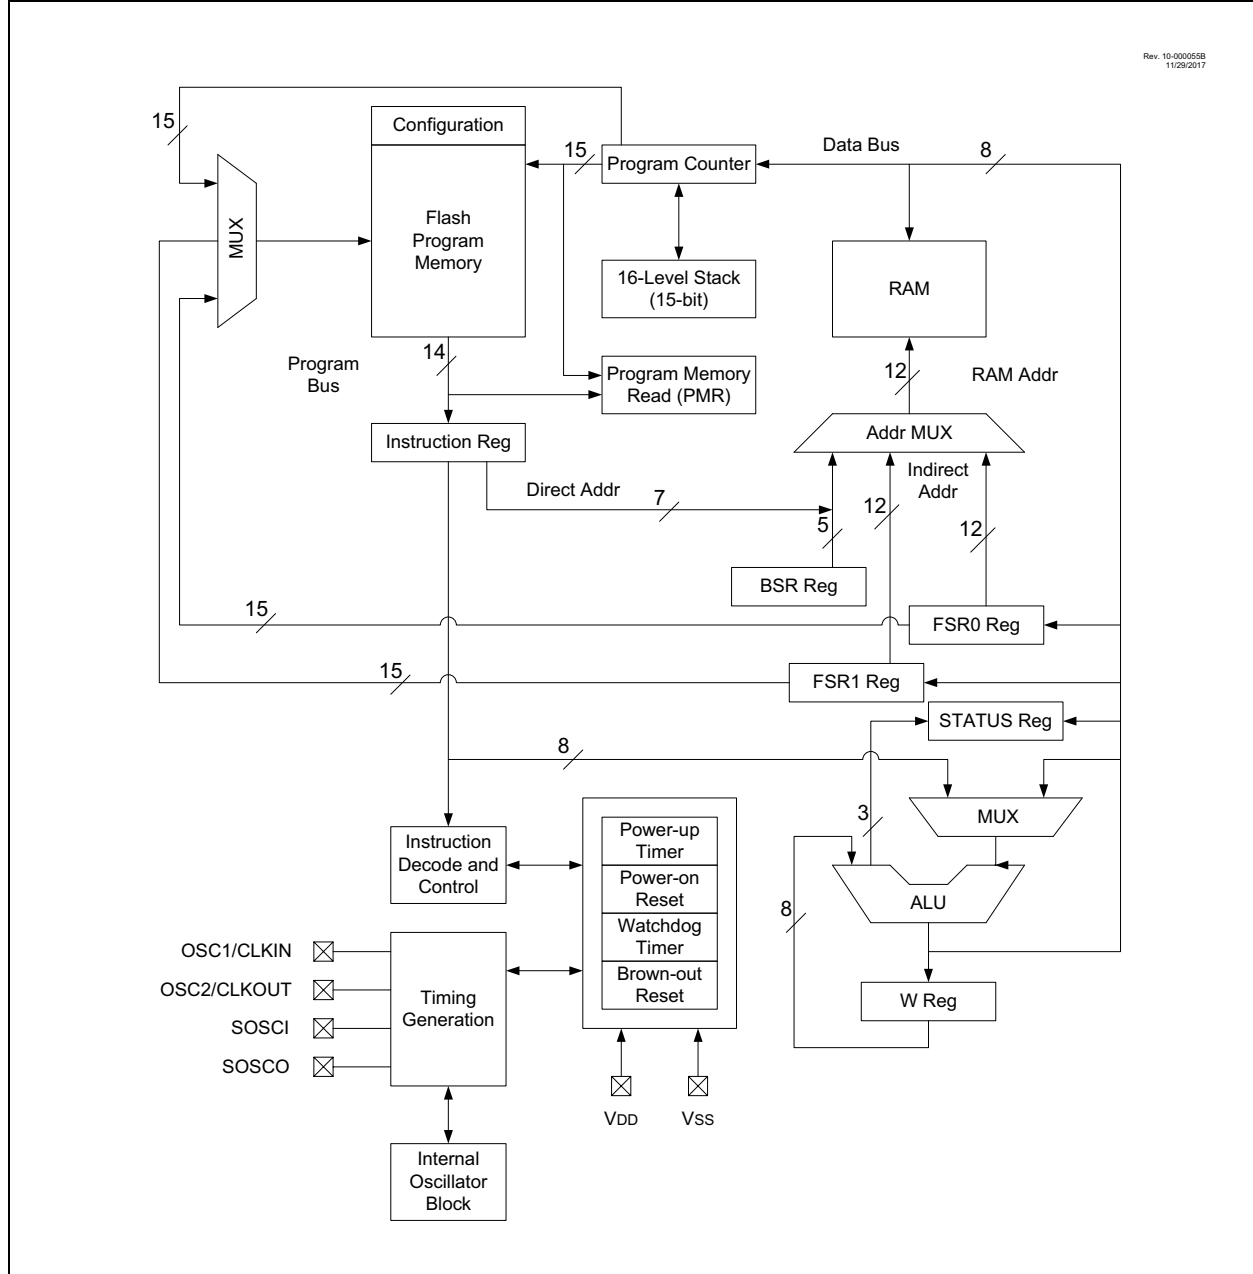 Rev. 10-000055B
11/29/2017
15
Configuration
15
Program Counter
Data Bus
8
MUX
Flash
Program
Memory
16-Level Stack
(15-bit)
RAM
Program
Bus
14
Program Memory
Read (PMR)
12
RAM Addr
Instruction Reg
Addr MUX
Direct Addr
7
Indirect
Addr
12
5
12
BSR Reg
15
FSR0 Reg
15
FSR1 Reg
STATUS Reg
8
3
MUX
Power-up
Timer
Instruction
Decode and
Control
Power-on
Reset
8
ALU
Watchdog
Timer
Brown-out
Reset
OSC1/CLKIN
OSC2/CLKOUT
SOSCI
SOSCO
Timing
Generation
W Reg
VDD
VSS
Internal
Oscillator
Block